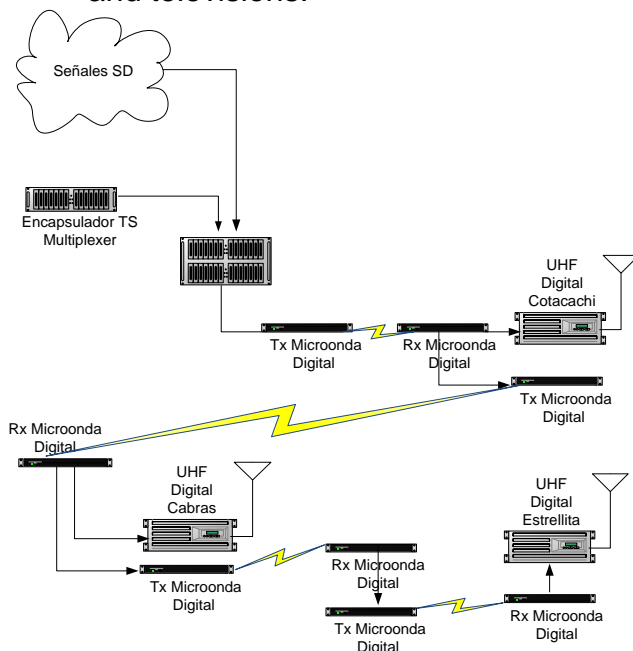 and televisions.
Señales SD
Encapsulador TS
Multiplexer
UHF
Digital
Cotacachi
Tx Microonda
Digital
Rx Microonda
Digital
Tx Microonda
Digital
Rx Microonda
Digital
UHF
Digital
Cabras
UHF
Digital
Estrellita
Tx Microonda
Digital
Rx Microonda
Digital
Tx Microonda
Digital
Rx Microonda
Digital